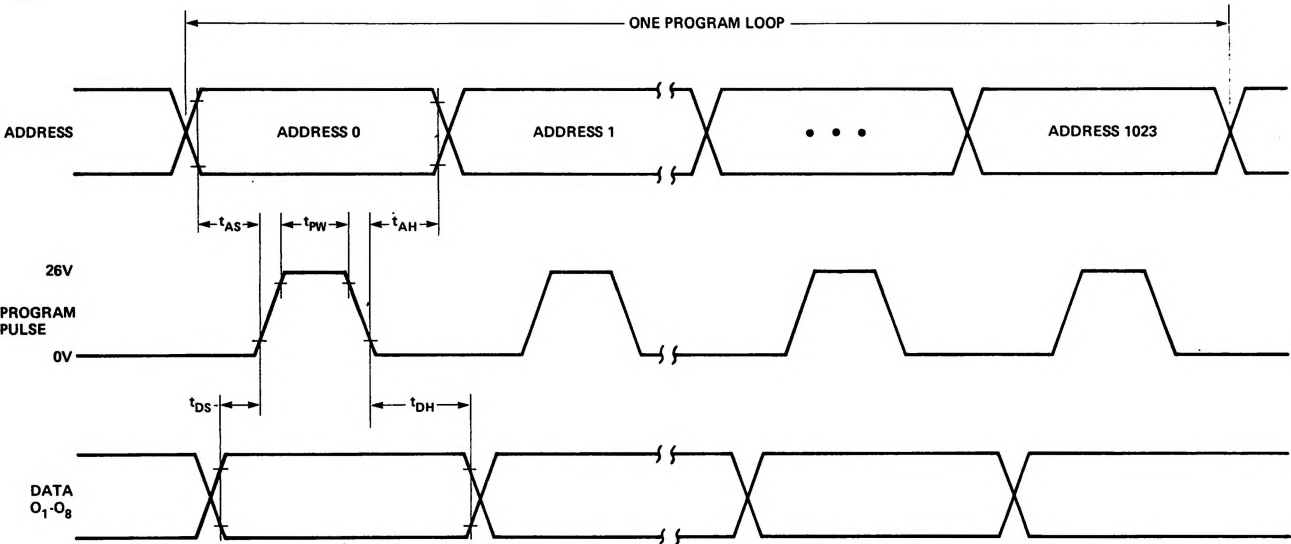 ONE PROGRAM LOOP
ADDRESS
ADDRESS 0
ADDRESS 1
• • •
ADDRESS 1023
tAS
tPW
tAH
26V
PROGRAM
PULSE
0V
tDS
tDH
DATA
O1-O8